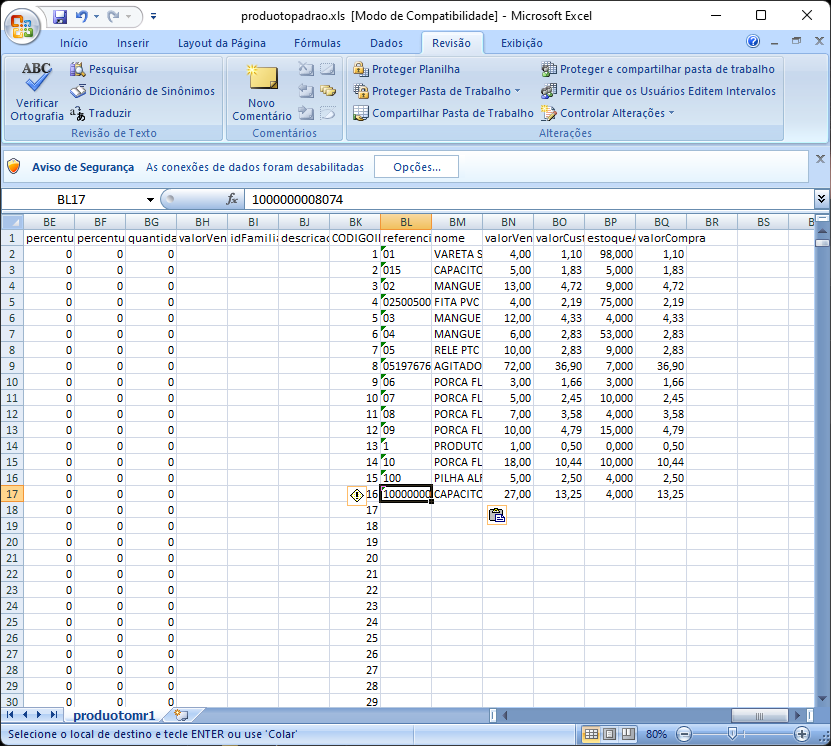 produotopadrao.xls [Modo de Compatibilidade] - Microsoft Excel
Início Inserir Layout da Página Fórmulas Dados Revisão Exibição
ABC Verificar Ortografia
Pesquisar
Dicionário de Sinônimos
Traduzir
Revisão de Texto
Novo Comentário
Comentários
Proteger Planilha
Proteger Pasta de Trabalho
Compartilhar Pasta de Trabalho
Proteger e compartilhar pasta de trabalho
Permitir que os Usuários Editem Intervalos
Controlar Alterações
Alterações
Aviso de Segurança As conexões de dados foram desabilitadas Opções...
BL17 fx 1000000008074
BE BF BG BH BI BJ BK BL BM BN BO BP BQ BR BS B
1 percentu percentu quantida valorVen idFamilia descricao CODIGOI referenci nome valorVen valorCust estoqueA valorCompra
2 0 0 0 1 01 VARETA S 4,00 1,10 98,000 1,10
3 0 0 0 2 015 CAPACITO 5,00 1,83 5,000 1,83
4 0 0 0 3 02 MANGUE 13,00 4,72 9,000 4,72
5 0 0 0 4 02500500 FITA PVC 4,00 2,19 75,000 2,19
6 0 0 0 5 03 MANGUE 12,00 4,33 4,000 4,33
7 0 0 0 6 04 MANGUE 6,00 2,83 53,000 2,83
8 0 0 0 7 05 RELE PTC 10,00 2,83 9,000 2,83
9 0 0 0 8 05197676 AGITADO 72,00 36,90 7,000 36,90
10 0 0 0 9 06 PORCA FL 3,00 1,66 3,000 1,66
11 0 0 0 10 07 PORCA FL 5,00 2,45 10,000 2,45
12 0 0 0 11 08 PORCA FL 7,00 3,58 4,000 3,58
13 0 0 0 12 09 PORCA FL 10,00 4,79 15,000 4,79
14 0 0 0 13 1 PRODUTO 1,00 0,50 0,000 0,50
15 0 0 0 14 10 PORCA FL 18,00 10,44 10,000 10,44
16 0 0 0 15 100 PILHA ALF 5,00 2,50 4,000 2,50
17 0 0 0 16 10000000 CAPACITO 27,00 13,25 4,000 13,25
18 0 0 0 17
19 0 0 0 18
20 0 0 0 19
21 0 0 0 20
22 0 0 0 21
23 0 0 0 22
24 0 0 0 23
25 0 0 0 24
26 0 0 0 25
27 0 0 0 26
28 0 0 0 27
29 0 0 0 28
30 0 0 0 29
produotomr1
Selecione o local de destino e tecle ENTER ou use 'Colar' 80%